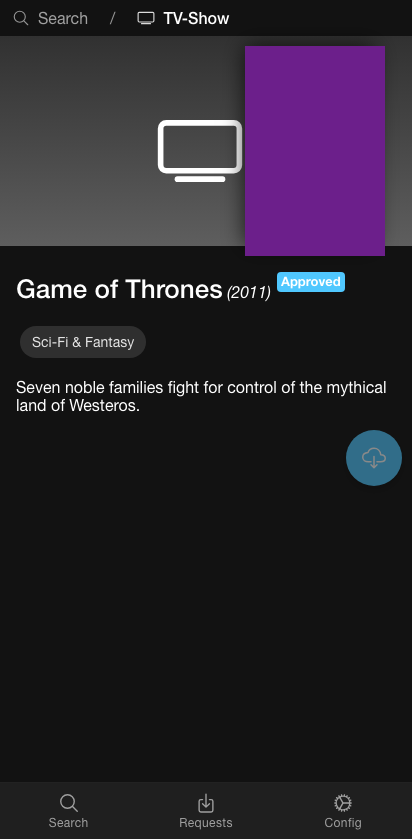 Search / TV-Show
Game of Thrones (2011) Approved
Sci-Fi & Fantasy
Seven noble families fight for control of the mythical
land of Westeros.
Search Requests Config